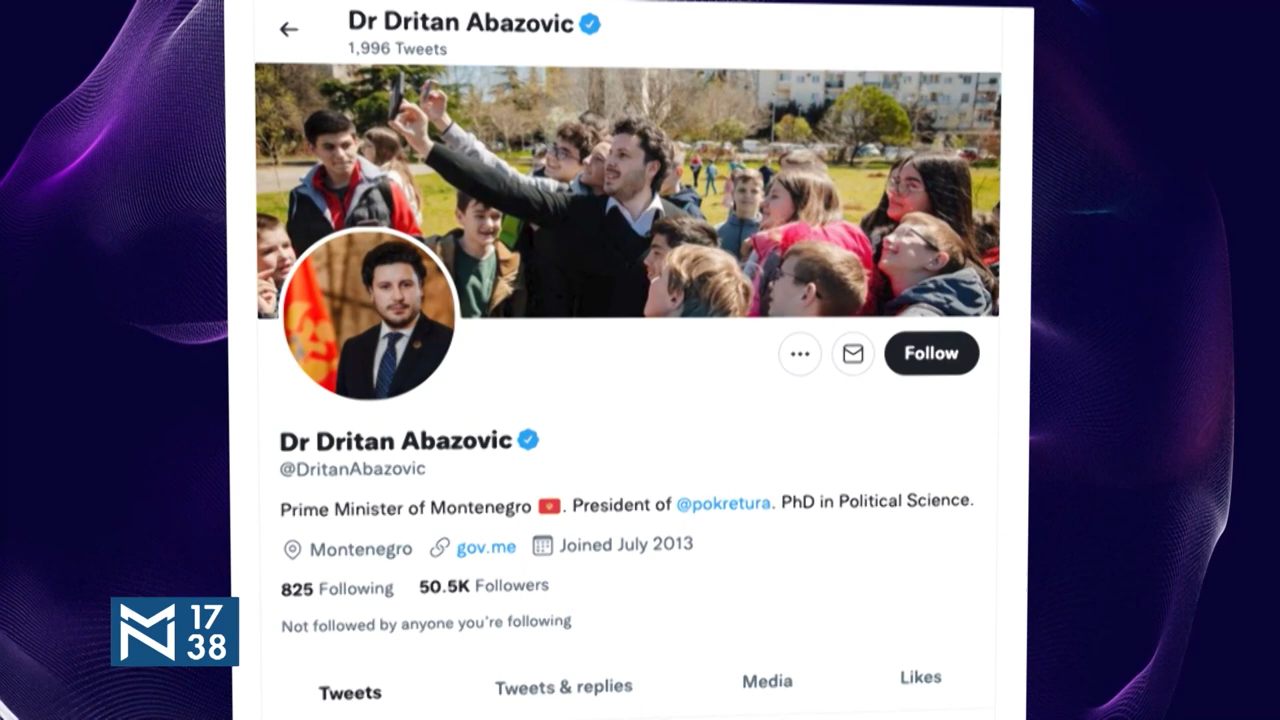 Dr Dritan Abazovic
1,996 Tweets
Follow
Dr Dritan Abazovic
@DritanAbazovic
Prime Minister of Montenegro 🇲🇪. President of @pokretura. PhD in Political Science.
Montenegro gov.me Joined July 2013
825 Following 50.5K Followers
Not followed by anyone you're following
Tweets Tweets & replies Media Likes
M 17
38